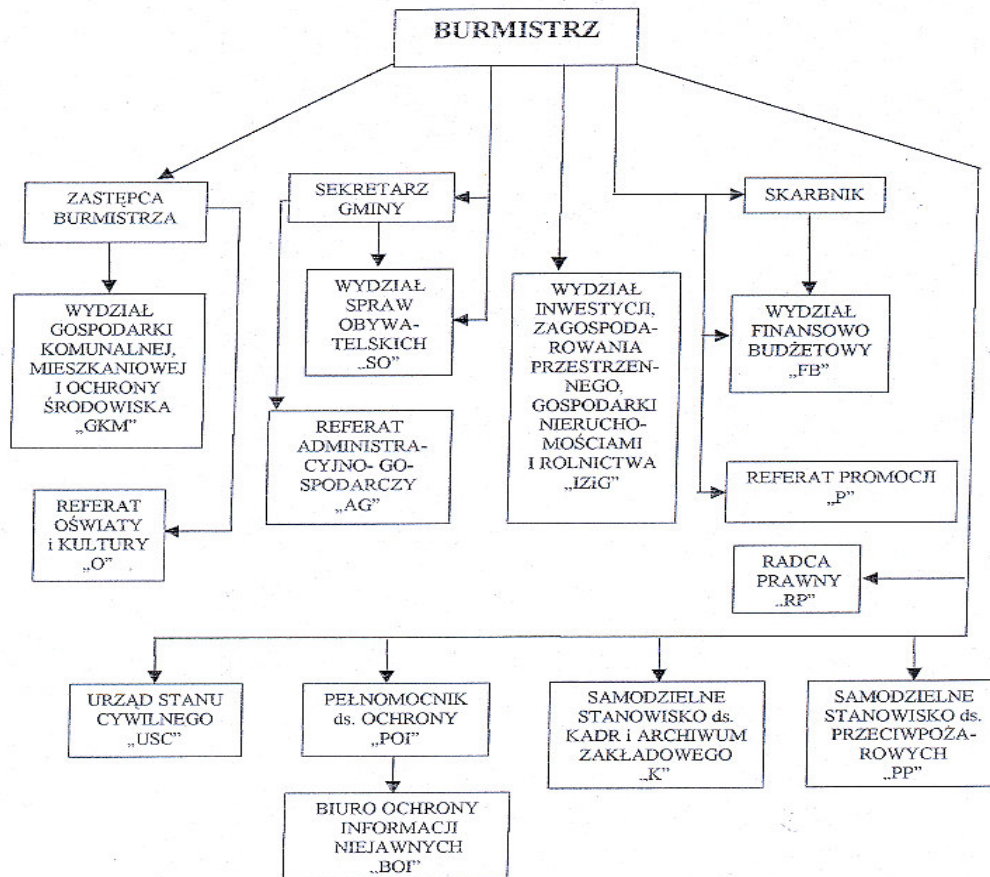 BURMISTRZ
ZASTĘPCA
BURMISTRZA
SEKRETARZ
GMINY
SKARBNIK
WYDZIAŁ
GOSPODARKI
KOMUNALNEJ,
MIESZKANIOWEJ
I OCHRONY
ŚRODOWISKA
„GKM”
WYDZIAŁ
SPRAW
OBYWA-
TELSKICH
„SO”
WYDZIAŁ
INWESTYCJI,
ZAGOSPODA-
ROWANIA
PRZESTRZEN-
NEGO,
GOSPODARKI
NIERUCHO-
MOŚCIAMI
I ROLNICTWA
„IZiG”
WYDZIAŁ
FINANSOWO
BUDŻETOWY
„FB”
REFERAT
ADMINISTRA-
CYJNO- GO-
SPODARCZY
„AG”
REFERAT PROMOCJI
„P”
REFERAT
OŚWIATY
i KULTURY
„O”
RADCA
PRAWNY
„RP”
URZĄD STANU
CYWILNEGO
„USC”
PEŁNOMOCNIK
ds. OCHRONY
„POI”
SAMODZIELNE
STANOWISKO ds.
KADR i ARCHIWUM
ZAKŁADOWEGO
„K”
SAMODZIELNE
STANOWISKO ds.
PRZECIWPOŻA-
ROWYCH
„PP”
BIURO OCHRONY
INFORMACJI
NIEJAWNYCH
„BOI”